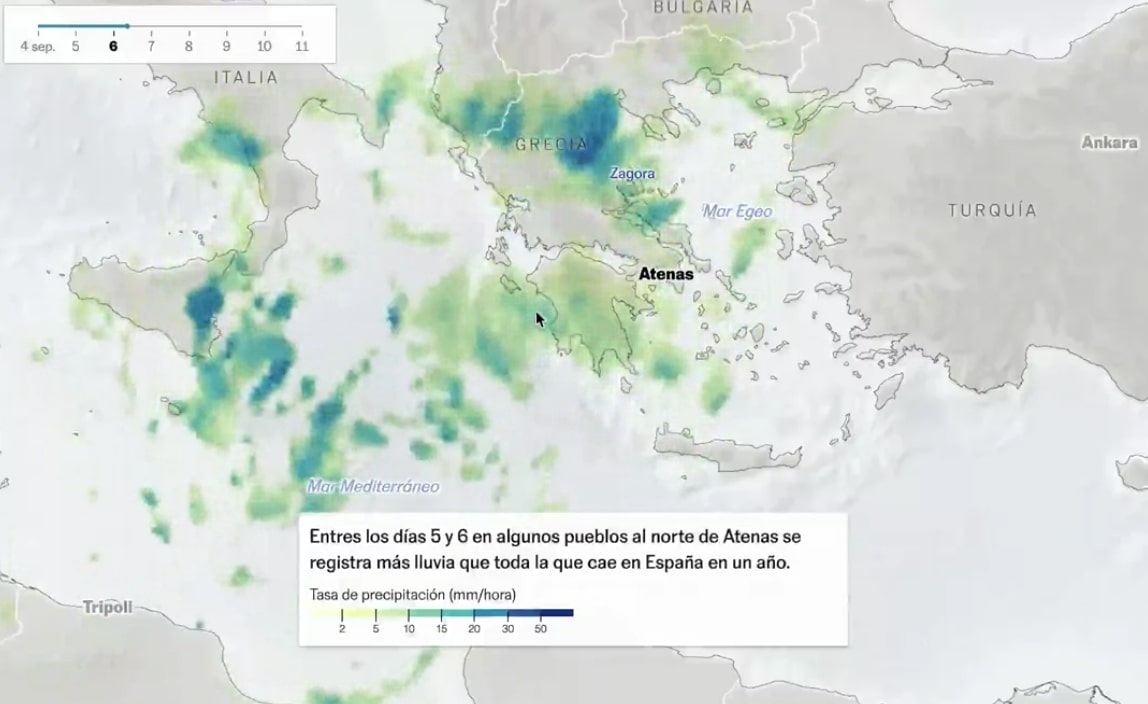 BULGARIA
4 sep. 5 6 7 8 9 10 11
ITALIA
GRECIA
Ankara
Zagora
Mar Egeo
TURQUÍA
Atenas
Mar Mediterráneo
Entres los días 5 y 6 en algunos pueblos al norte de Atenas se
registra más lluvia que toda la que cae en España en un año.
Tasa de precipitación (mm/hora)
2 5 10 15 20 30 50
Trípoli